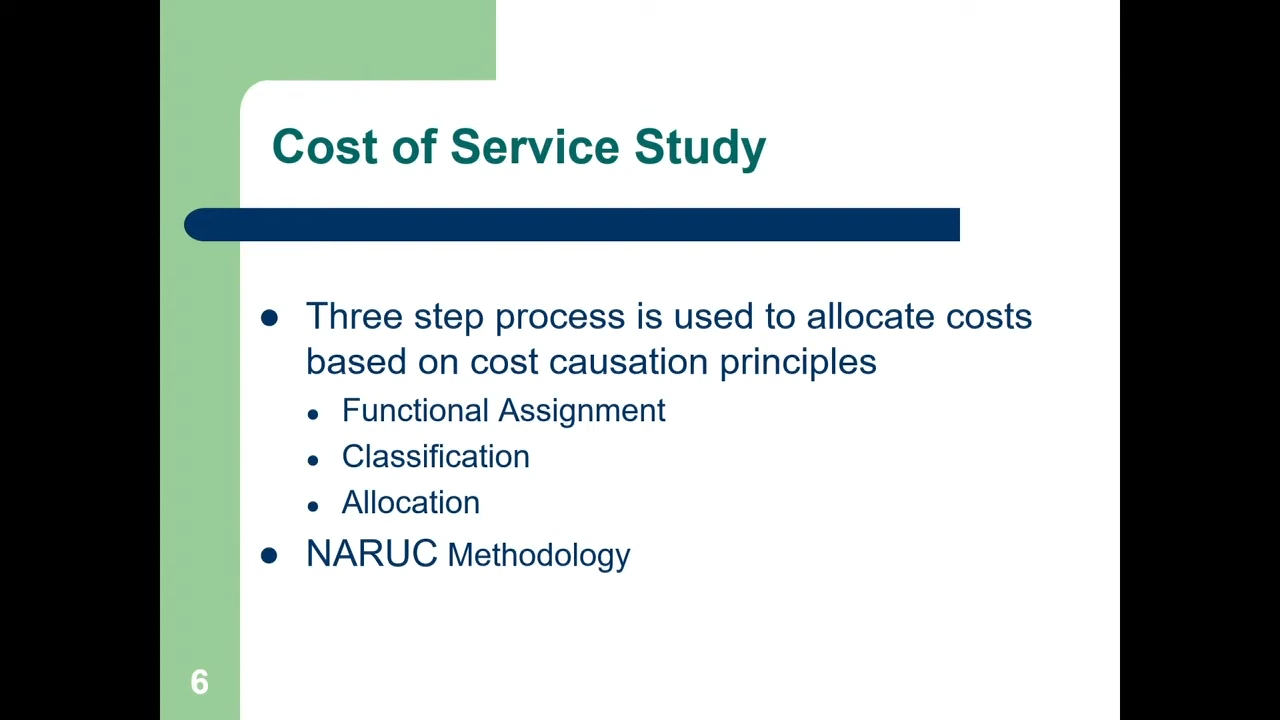 Cost of Service Study
Three step process is used to allocate costs
based on cost causation principles
Functional Assignment
Classification
Allocation
NARUC Methodology
6